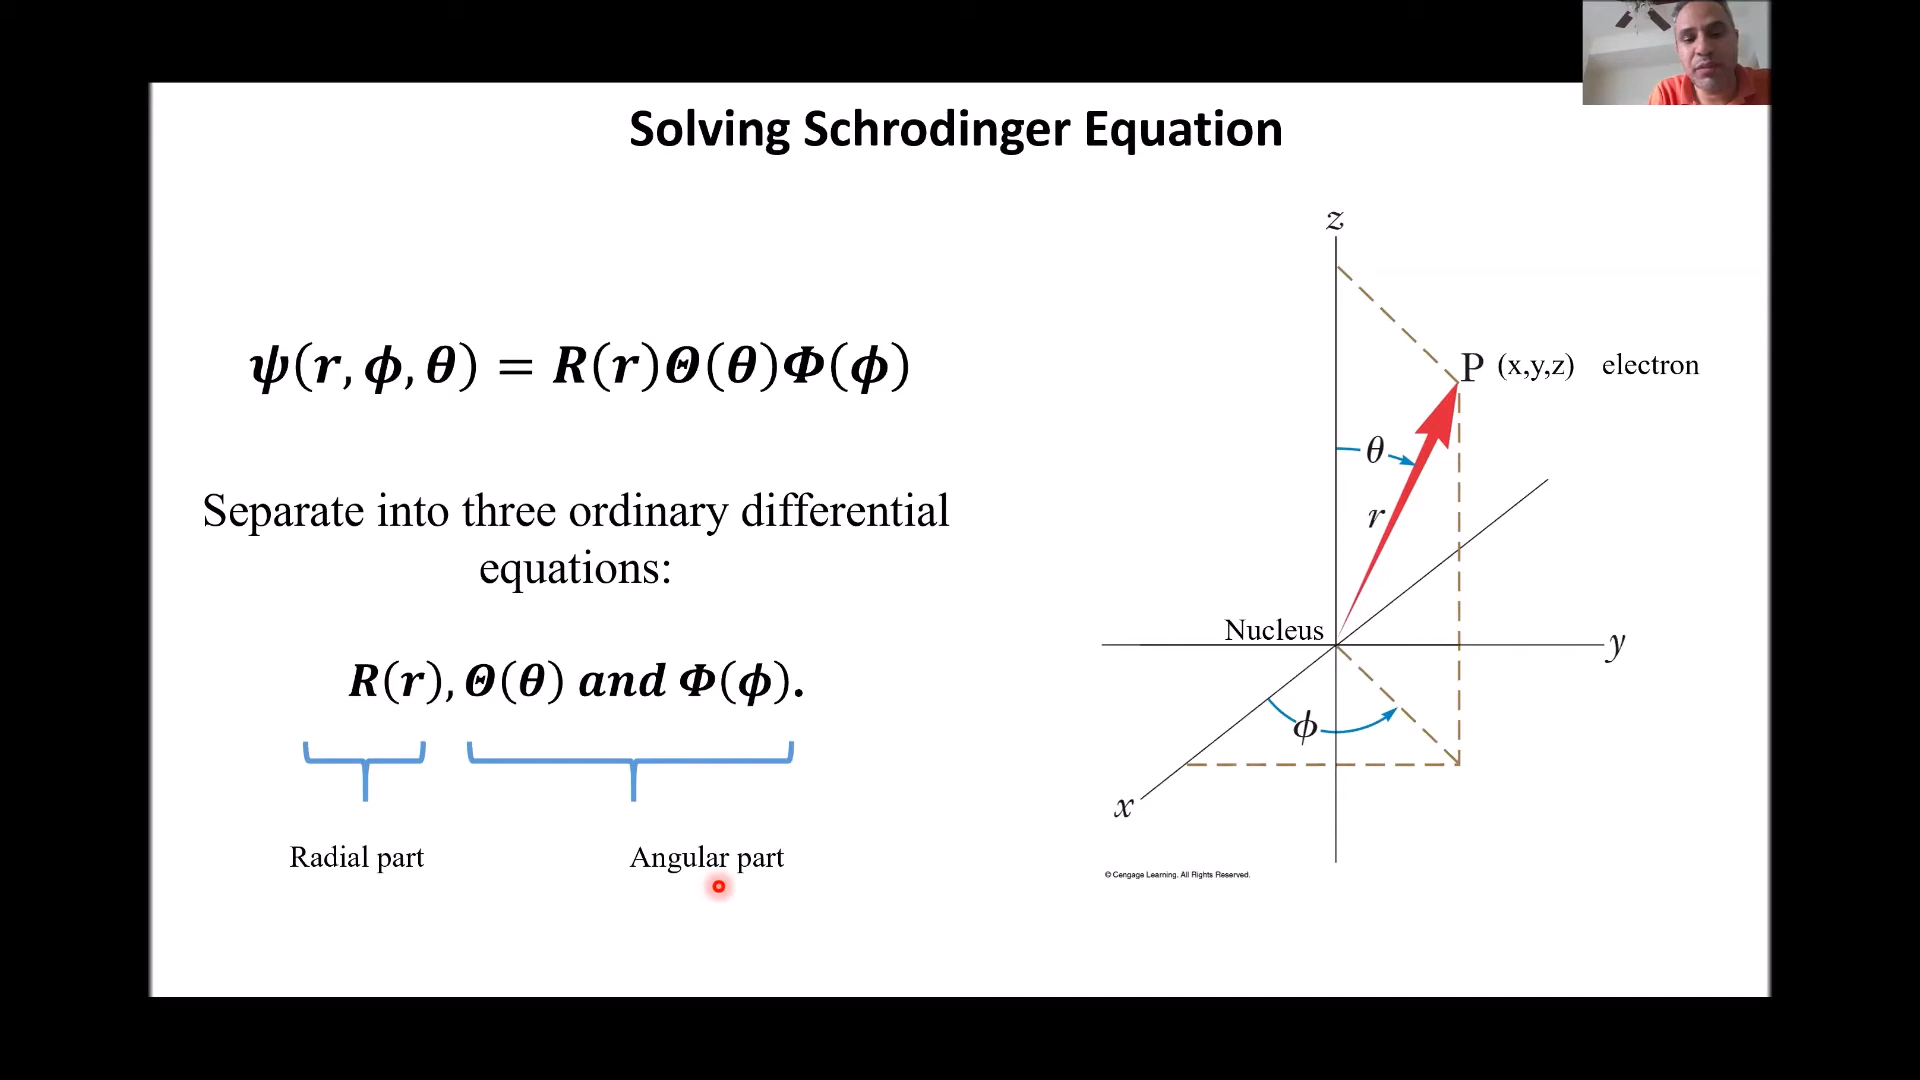 Solving Schrodinger Equation
𝝍(𝒓, 𝝓, 𝜽) = 𝑹(𝒓)𝜣(𝜽)𝜱(𝝓)
Separate into three ordinary differential
equations:
𝑹(𝒓), 𝜣(𝜽) 𝒂𝒏𝒅 𝜱(𝝓).
Radial part
Angular part
z
P (x,y,z) electron
θ
r
Nucleus
y
ϕ
x
© Cengage Learning. All Rights Reserved.